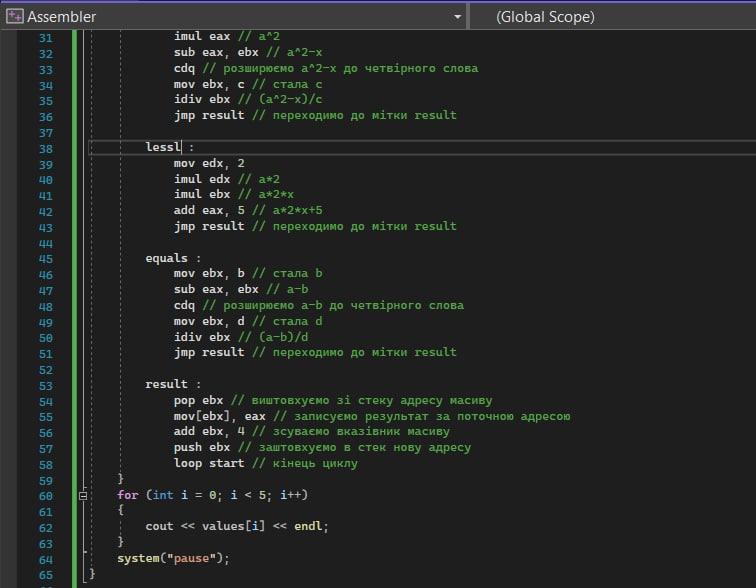 Assembler (Global Scope)
31 imul eax // a^2
32 sub eax, ebx // a^2-x
33 cdq // розширюємо a^2-x до четвірного слова
34 mov ebx, c // стала c
35 idiv ebx // (a^2-x)/c
36 jmp result // переходимо до мітки result
37
38 lessl :
39 mov edx, 2
40 imul edx // a*2
41 imul ebx // a*2*x
42 add eax, 5 // a*2*x+5
43 jmp result // переходимо до мітки result
44
45 equals :
46 mov ebx, b // стала b
47 sub eax, ebx // a-b
48 cdq // розширюємо a-b до четвірного слова
49 mov ebx, d // стала d
50 idiv ebx // (a-b)/d
51 jmp result // переходимо до мітки result
52
53 result :
54 pop ebx // виштовхуємо зі стеку адресу масиву
55 mov[ebx], eax // записуємо результат за поточною адресою
56 add ebx, 4 // зсуваємо вказівник масиву
57 push ebx // заштовхуємо в стек нову адресу
58 loop start // кінець циклу
59 }
60 for (int i = 0; i < 5; i++)
61 {
62 cout << values[i] << endl;
63 }
64 system("pause");
65 }